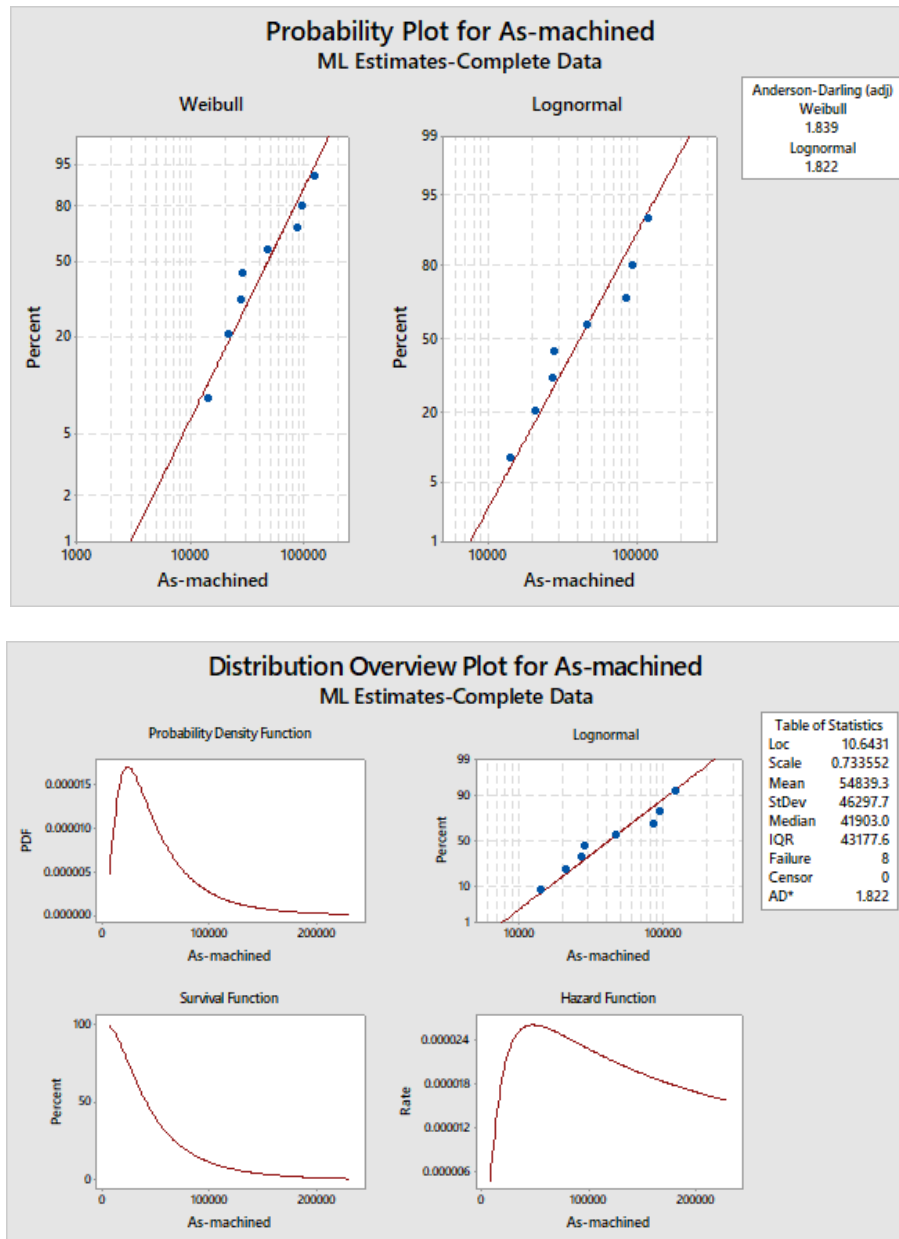 Probability Plot for As-machined
ML Estimates-Complete Data
Weibull
Lognormal
Anderson-Darling (adj)
Weibull
1.839
Lognormal
1.822
95
80
50
20
5
2
1
Percent
1000
10000
100000
As-machined
99
95
80
50
20
5
1
Percent
10000
100000
As-machined
Distribution Overview Plot for As-machined
ML Estimates-Complete Data
Probability Density Function
0.000015
0.000010
0.000005
0.000000
PDF
0
100000
200000
As-machined
Lognormal
99
90
50
10
1
Percent
10000
100000
As-machined
Table of Statistics
Loc 10.6431
Scale 0.733552
Mean 54839.3
StDev 46297.7
Median 41903.0
IQR 43177.6
Failure 8
Censor 0
AD* 1.822
Survival Function
100
50
0
Percent
0
100000
200000
As-machined
Hazard Function
0.000024
0.000018
0.000012
0.000006
Rate
0
100000
200000
As-machined